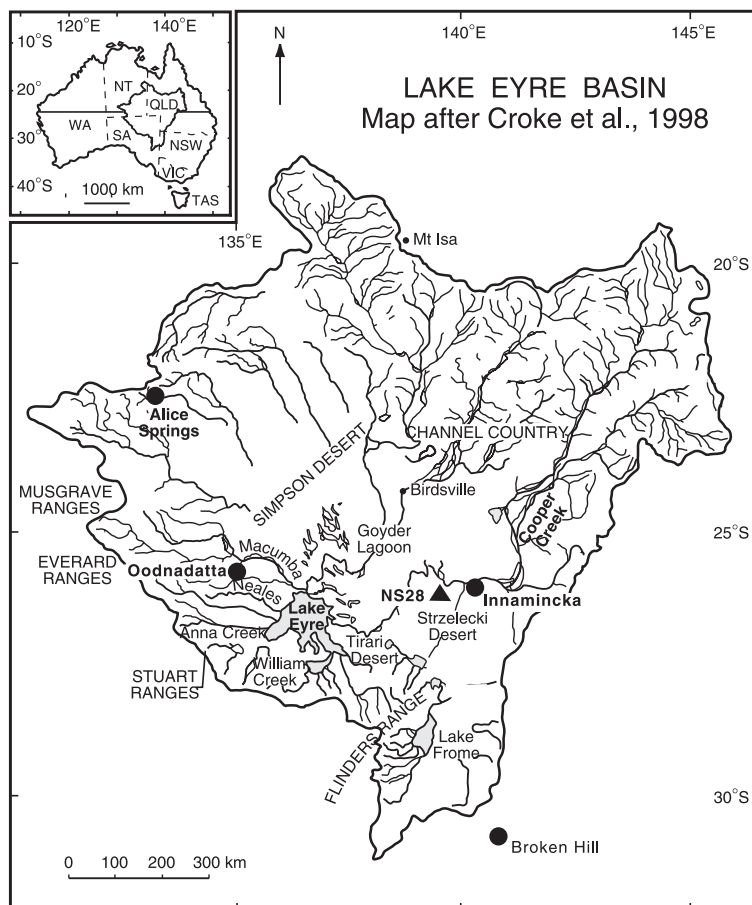 120°E
140°E
10°S
20°S
30°S
40°S
NT
QLD
WA
SA
NSW
VIC
TAS
1000 km
N
140°E
145°E
LAKE EYRE BASIN
Map after Croke et al., 1998
135°E
Mt Isa
20°S
Alice
Springs
CHANNEL COUNTRY
SIMPSON DESERT
Birdsville
MUSGRAVE
RANGES
Goyder
Lagoon
Cooper
Creek
25°S
EVERARD
RANGES
Macumba
Oodnadatta
Neales
NS28
Innamincka
Lake
Eyre
Strzelecki
Desert
Anna Creek
Tirari
Desert
William
Creek
STUART
RANGES
FLINDERS RANGE
Lake
Frome
30°S
Broken Hill
0 100 200 300 km